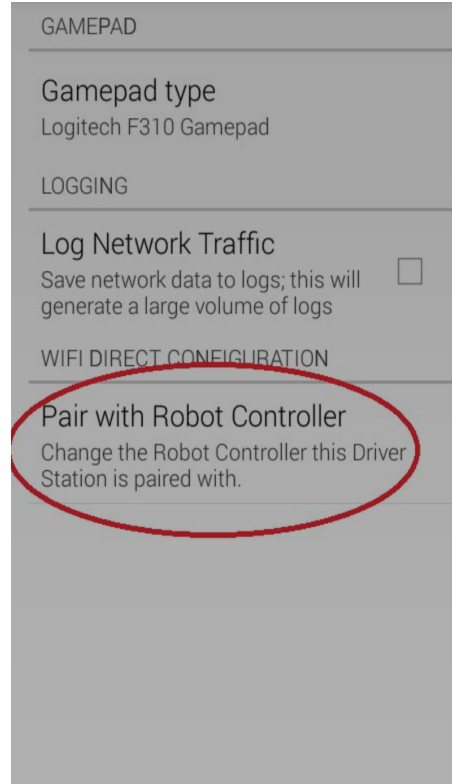 GAMEPAD
Gamepad type
Logitech F310 Gamepad
LOGGING
Log Network Traffic
Save network data to logs; this will
generate a large volume of logs
WIFI DIRECT CONFIGURATION
Pair with Robot Controller
Change the Robot Controller this Driver
Station is paired with.